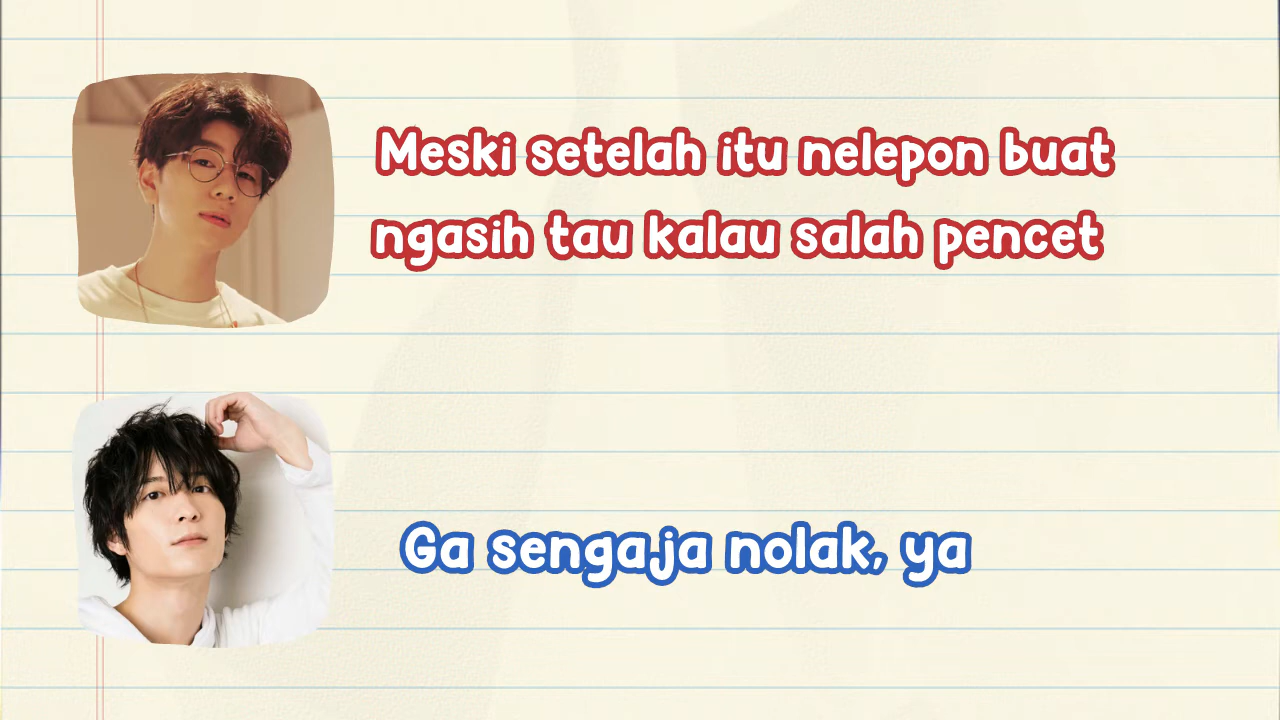 Meski setelah itu nelepon buat
ngasih tau kalau salah pencet
Ga sengaja nolak, ya